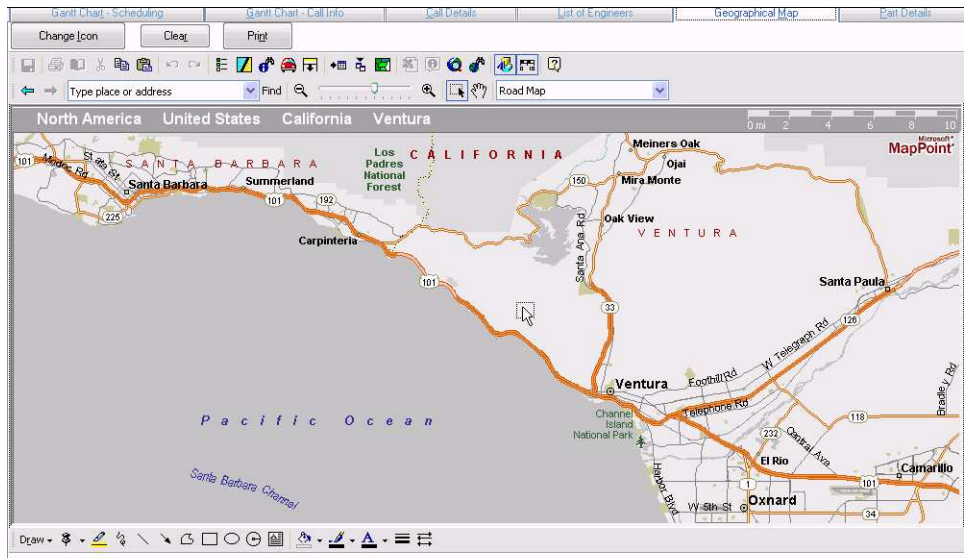 Gantt Chart - Scheduling Gantt Chart - Call Info Call Details List of Engineers Geographical Map Part Details
Change Icon Clear Print
Type place or address Find Road Map
North America United States California Ventura
0 mi 2 4 6 8 10
Microsoft®
MapPoint®
Meiners Oak
Los Padres National Forest
CALIFORNIA
Ojai
101
State St
SANTA BARBARA
Santa Barbara
Summerland
150
Mira Monte
101
192
225
Oak View
Santa Ana Rd
VENTURA
Carpinteria
101
Santa Paula
33
126
W Telegraph Rd
Foothill Rd
Bradley Rd
Ventura
Telephone Rd
Pacific Ocean
Channel Island National Park
118
232
Central Ave
El Rio
Camarillo
Santa Barbara Channel
Harbor Blvd
1
101
W 5th St
Oxnard
34
Draw